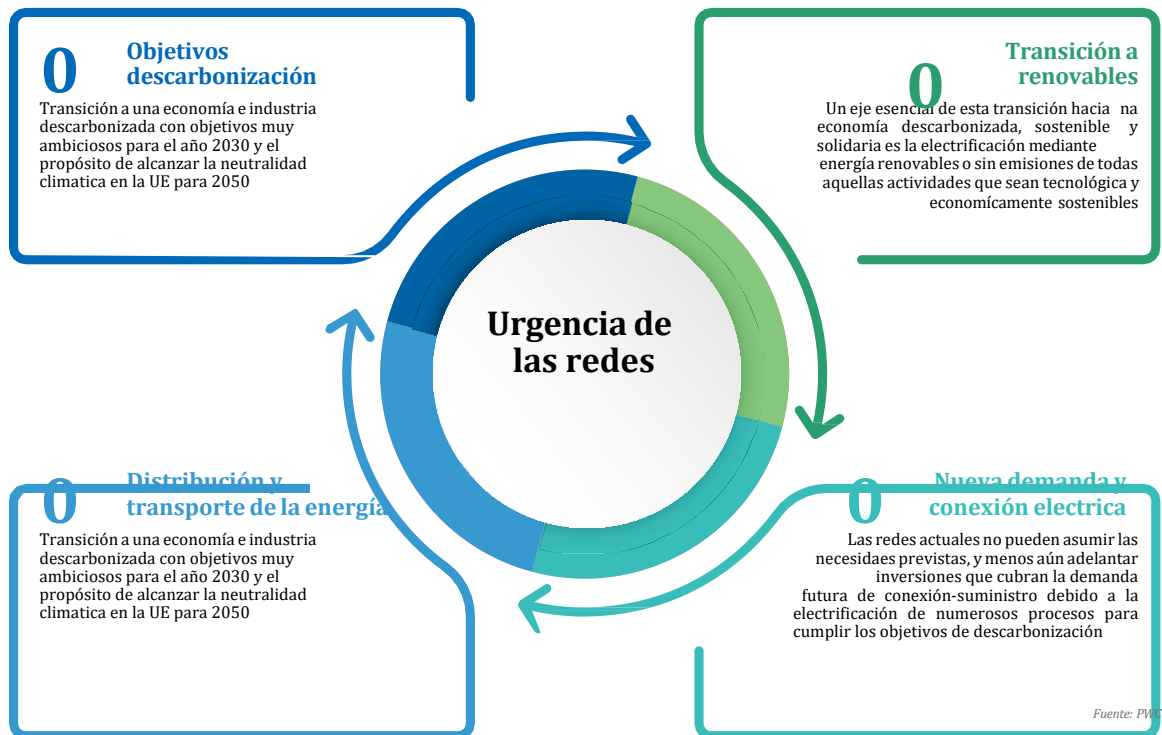 0
Objetivos
descarbonización
Transición a una economía e industria
descarbonizada con objetivos muy
ambiciosos para el año 2030 y el
propósito de alcanzar la neutralidad
climatica en la UE para 2050
0
Transición a
renovables
Un eje esencial de esta transición hacia na
economía descarbonizada, sostenible y
solidaria es la electrificación mediante
energía renovables o sin emisiones de todas
aquellas actividades que sean tecnológica y
economícamente sostenibles
Urgencia de
las redes
0
Distribución y
transporte de la energía
Transición a una economía e industria
descarbonizada con objetivos muy
ambiciosos para el año 2030 y el
propósito de alcanzar la neutralidad
climatica en la UE para 2050
0
Nueva demanda y
conexión electrica
Las redes actuales no pueden asumir las
necesidaes previstas, y menos aún adelantar
inversiones que cubran la demanda
futura de conexión-suministro debido a la
electrificación de numerosos procesos para
cumplir los objetivos de descarbonización
Fuente: PWC